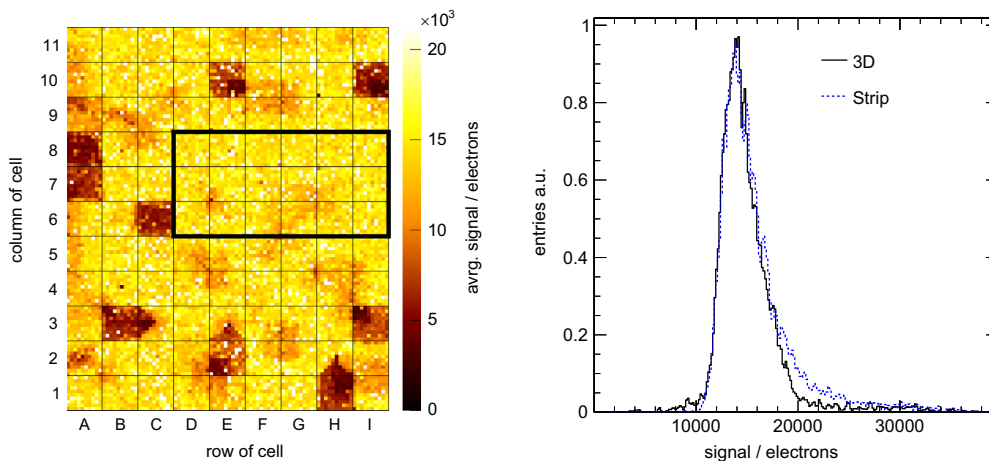 ×10³
11
10
9
8
7
6
5
4
3
2
1
column of cell
A B C D E F G H I
row of cell
20
15
10
5
0
avrg. signal / electrons
1
0.8
0.6
0.4
0.2
0
entries a.u.
3D
Strip
10000 20000 30000
signal / electrons